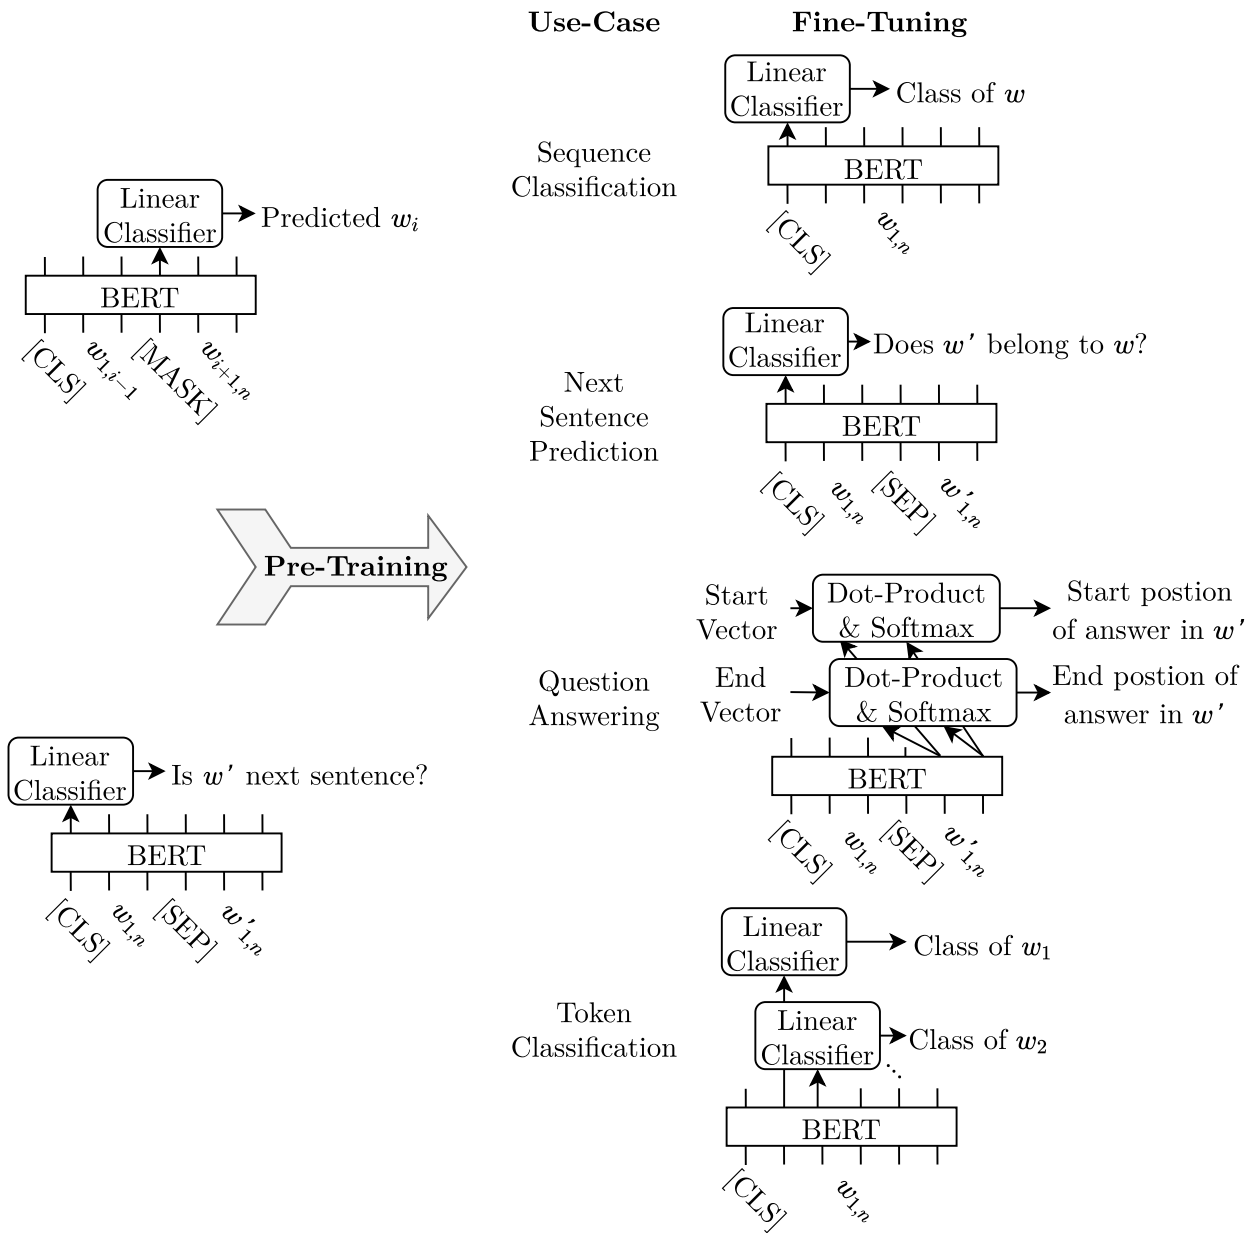 Use-Case
Fine-Tuning
Linear
Classifier
Predicted wᵢ
BERT
[CLS]
w₁,ᵢ₋₁
[MASK]
wᵢ₊₁,ₙ
Pre-Training
Linear
Classifier
Is w' next sentence?
BERT
[CLS]
w₁,ₙ
[SEP]
w'₁,ₙ
Sequence
Classification
Linear
Classifier
Class of w
BERT
[CLS]
w₁,ₙ
Next
Sentence
Prediction
Linear
Classifier
Does w' belong to w?
BERT
[CLS]
w₁,ₙ
[SEP]
w'₁,ₙ
Question
Answering
Start
Vector
Dot-Product
& Softmax
Start postion
of answer in w'
End
Vector
Dot-Product
& Softmax
End postion of
answer in w'
BERT
[CLS]
w₁,ₙ
[SEP]
w'₁,ₙ
Token
Classification
Linear
Classifier
Class of w₁
Linear
Classifier
Class of w₂
...
BERT
[CLS]
w₁,ₙ